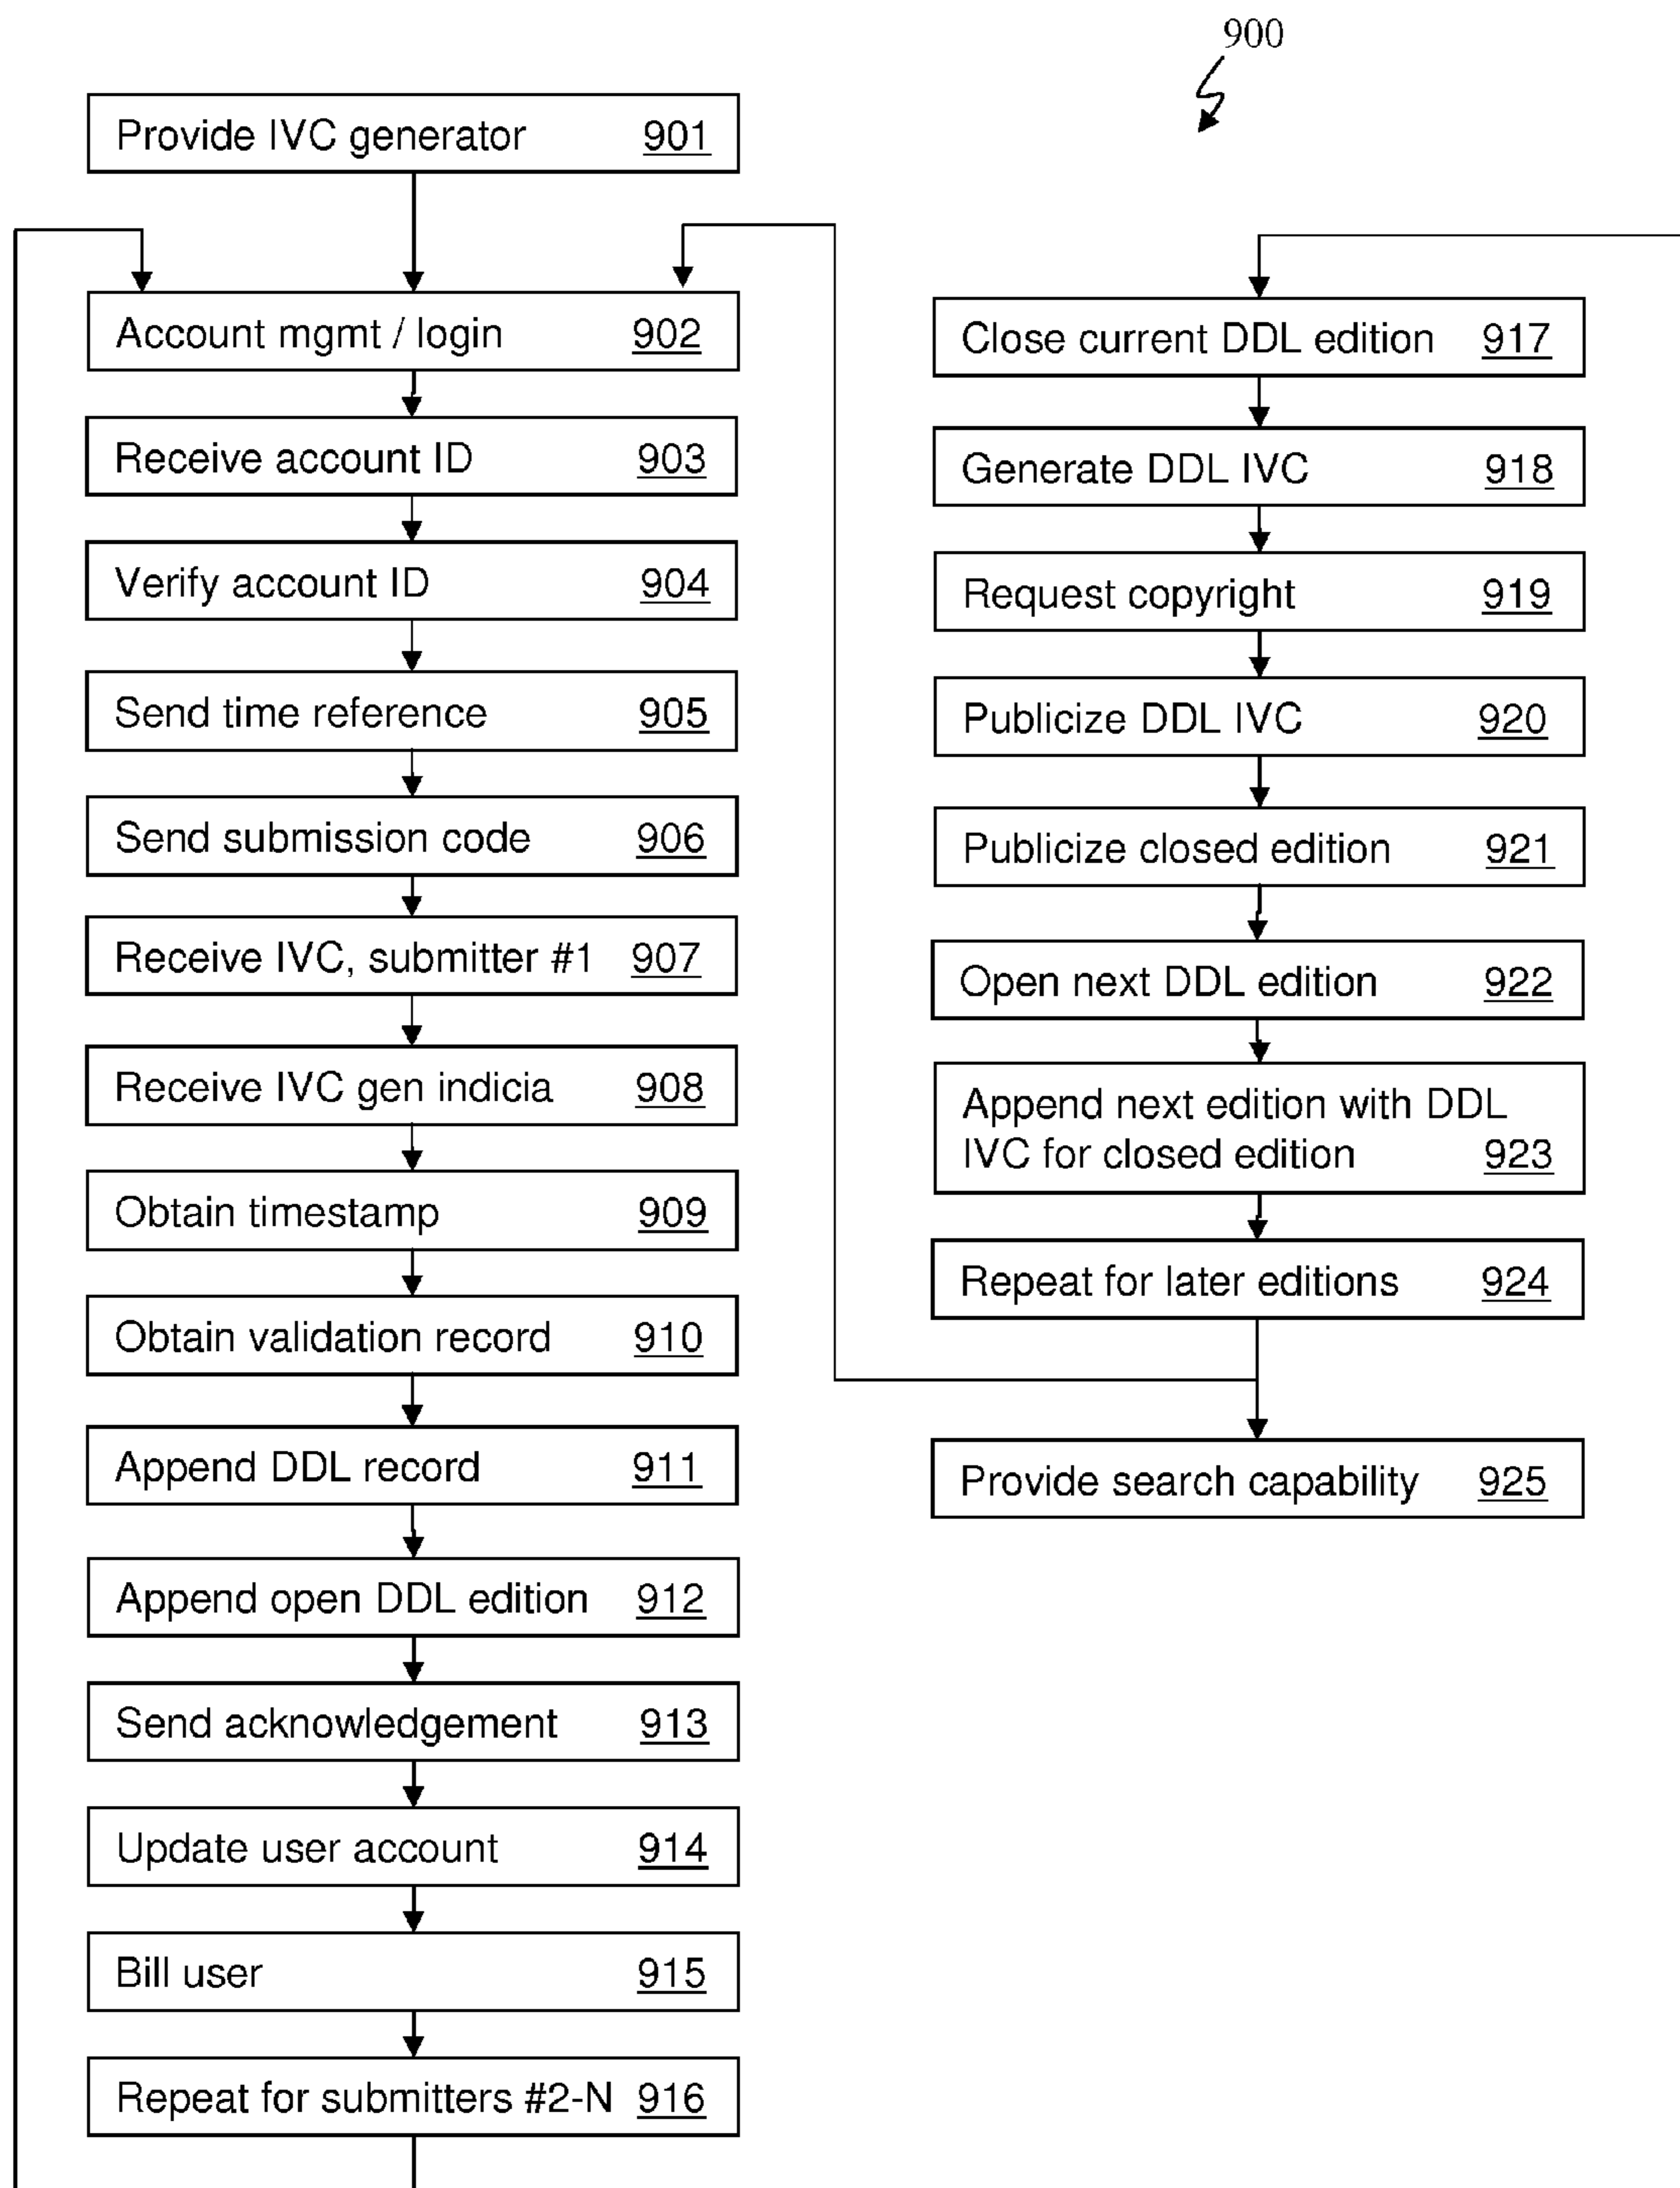 900
Provide IVC generator 901
Account mgmt / login 902
Receive account ID 903
Verify account ID 904
Send time reference 905
Send submission code 906
Receive IVC, submitter #1 907
Receive IVC gen indicia 908
Obtain timestamp 909
Obtain validation record 910
Append DDL record 911
Append open DDL edition 912
Send acknowledgement 913
Update user account 914
Bill user 915
Repeat for submitters #2-N 916
Close current DDL edition 917
Generate DDL IVC 918
Request copyright 919
Publicize DDL IVC 920
Publicize closed edition 921
Open next DDL edition 922
Append next edition with DDL
IVC for closed edition 923
Repeat for later editions 924
Provide search capability 925